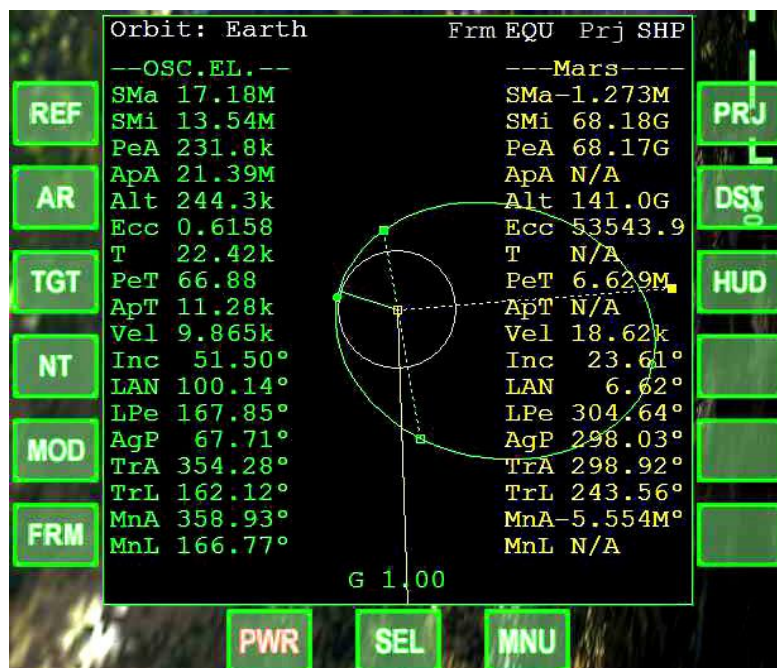 Orbit: Earth Frm EQU Prj SHP
--OSC.EL.-- ---Mars----
REF SMa 17.18M SMa-1.273M PRJ
SMi 13.54M SMi 68.18G
PeA 231.8k PeA 68.17G
AR ApA 21.39M ApA N/A DST
Alt 244.3k Alt 141.0G
Ecc 0.6158 Ecc 53543.9
T 22.42k T N/A
TGT PeT 66.88 PeT 6.629M HUD
ApT 11.28k ApT N/A
Vel 9.865k Vel 18.62k
NT Inc 51.50° Inc 23.61°
LAN 100.14° LAN 6.62°
LPe 167.85° LPe 304.64°
MOD AgP 67.71° AgP 298.03°
TrA 354.28° TrA 298.92°
TrL 162.12° TrL 243.56°
FRM MnA 358.93° MnA-5.554M°
MnL 166.77° MnL N/A
G 1.00
PWR SEL MNU